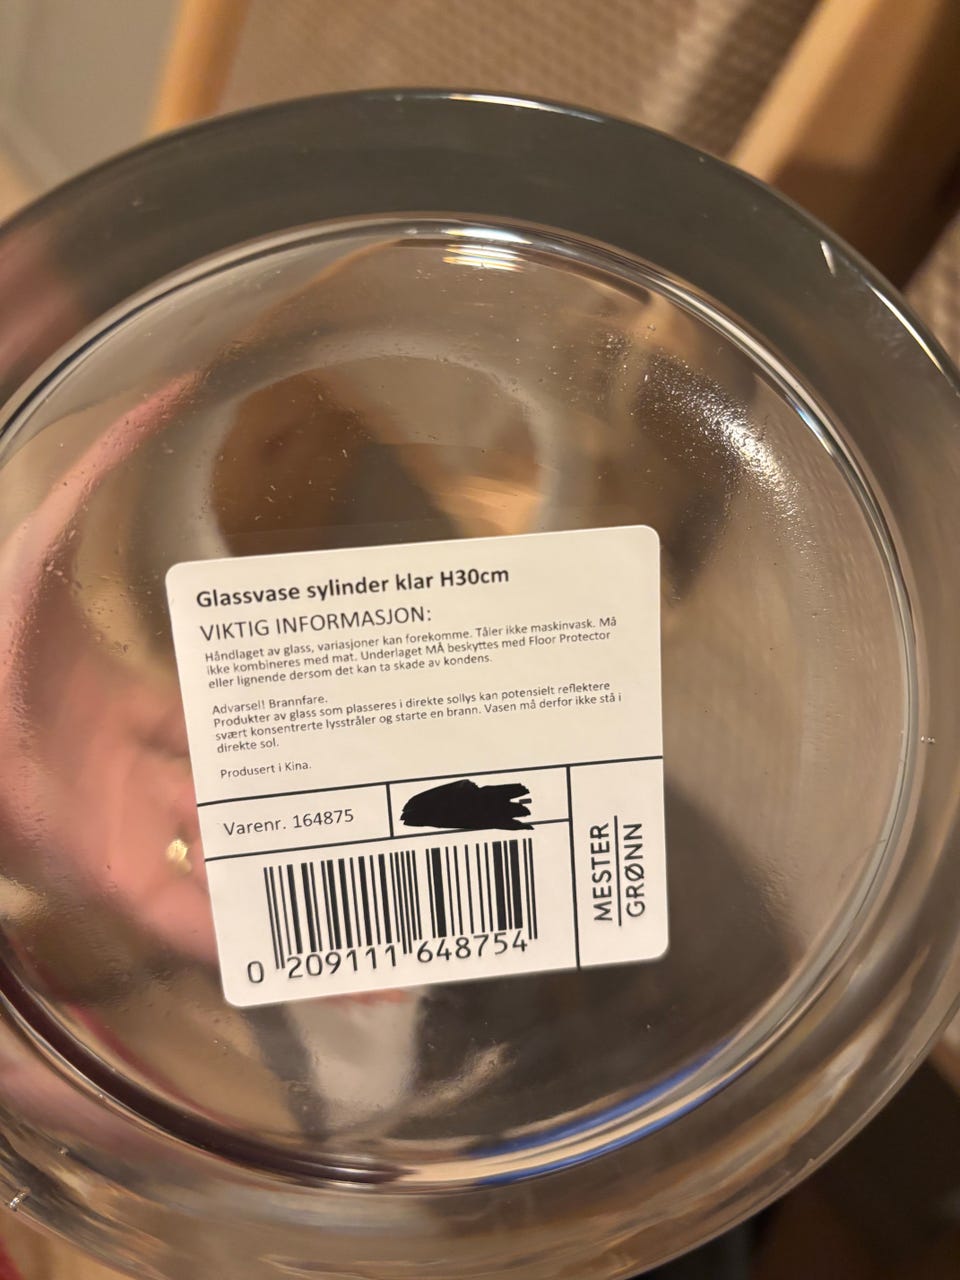 Glassvase sylinder klar H30cm
VIKTIG INFORMASJON:
Håndlaget av glass, variasjoner kan forekomme. Tåler ikke maskinvask. Må
ikke kombineres med mat. Underlaget MÅ beskyttes med Floor Protector
eller lignende dersom det kan ta skade av kondens.
Advarsel! Brannfare.
Produkter av glass som plasseres i direkte sollys kan potensielt reflektere
svært konsentrerte lysstråler og starte en brann. Vasen må derfor ikke stå i
direkte sol.
Produsert i Kina.
Varenr. 164875
0 209111 648754
MESTER
GRØNN